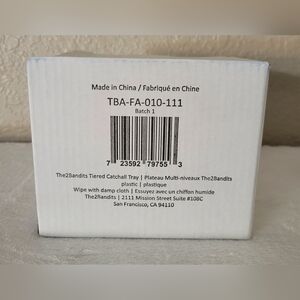 Made in China / Fabriqué en Chine
TBA-FA-010-111
Batch 1
7 23592 79755 3
The2Bandits Tiered Catchall Tray | Plateau Multi-niveaux The2Bandits
plastic | plastique
Wipe with damp cloth | Essuyez avec un chiffon humide
The2Bandits | 2111 Mission Street Suite #108C
San Francisco, CA 94110